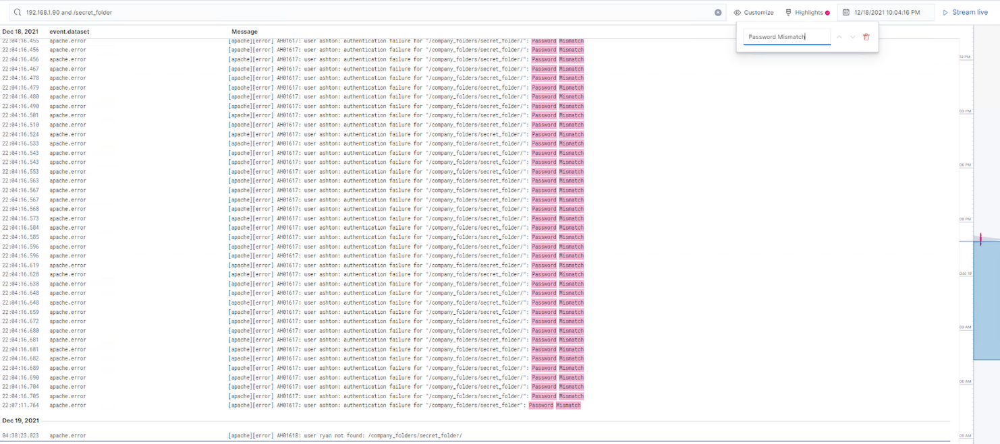 192.168.1.90 and /secret_folder
Customize
Highlights
12/18/2021 10:04:16 PM
Stream live
Password Mismatch
Dec 18, 2021 event.dataset Message
22:04:16.455 apache.error [apache][error] AH01617: user ashton: authentication failure for "/company_folders/secret_folder/": Password Mismatch
22:04:16.456 apache.error [apache][error] AH01617: user ashton: authentication failure for "/company_folders/secret_folder/": Password Mismatch
22:04:16.456 apache.error [apache][error] AH01617: user ashton: authentication failure for "/company_folders/secret_folder/": Password Mismatch
22:04:16.467 apache.error [apache][error] AH01617: user ashton: authentication failure for "/company_folders/secret_folder/": Password Mismatch
22:04:16.478 apache.error [apache][error] AH01617: user ashton: authentication failure for "/company_folders/secret_folder/": Password Mismatch
22:04:16.479 apache.error [apache][error] AH01617: user ashton: authentication failure for "/company_folders/secret_folder/": Password Mismatch
22:04:16.480 apache.error [apache][error] AH01617: user ashton: authentication failure for "/company_folders/secret_folder/": Password Mismatch
22:04:16.490 apache.error [apache][error] AH01617: user ashton: authentication failure for "/company_folders/secret_folder/": Password Mismatch
22:04:16.501 apache.error [apache][error] AH01617: user ashton: authentication failure for "/company_folders/secret_folder/": Password Mismatch
22:04:16.510 apache.error [apache][error] AH01617: user ashton: authentication failure for "/company_folders/secret_folder/": Password Mismatch
22:04:16.524 apache.error [apache][error] AH01617: user ashton: authentication failure for "/company_folders/secret_folder/": Password Mismatch
22:04:16.533 apache.error [apache][error] AH01617: user ashton: authentication failure for "/company_folders/secret_folder/": Password Mismatch
22:04:16.543 apache.error [apache][error] AH01617: user ashton: authentication failure for "/company_folders/secret_folder/": Password Mismatch
22:04:16.543 apache.error [apache][error] AH01617: user ashton: authentication failure for "/company_folders/secret_folder/": Password Mismatch
22:04:16.553 apache.error [apache][error] AH01617: user ashton: authentication failure for "/company_folders/secret_folder/": Password Mismatch
22:04:16.563 apache.error [apache][error] AH01617: user ashton: authentication failure for "/company_folders/secret_folder/": Password Mismatch
22:04:16.567 apache.error [apache][error] AH01617: user ashton: authentication failure for "/company_folders/secret_folder/": Password Mismatch
22:04:16.567 apache.error [apache][error] AH01617: user ashton: authentication failure for "/company_folders/secret_folder/": Password Mismatch
22:04:16.568 apache.error [apache][error] AH01617: user ashton: authentication failure for "/company_folders/secret_folder/": Password Mismatch
22:04:16.573 apache.error [apache][error] AH01617: user ashton: authentication failure for "/company_folders/secret_folder/": Password Mismatch
22:04:16.584 apache.error [apache][error] AH01617: user ashton: authentication failure for "/company_folders/secret_folder/": Password Mismatch
22:04:16.585 apache.error [apache][error] AH01617: user ashton: authentication failure for "/company_folders/secret_folder/": Password Mismatch
22:04:16.596 apache.error [apache][error] AH01617: user ashton: authentication failure for "/company_folders/secret_folder/": Password Mismatch
22:04:16.596 apache.error [apache][error] AH01617: user ashton: authentication failure for "/company_folders/secret_folder/": Password Mismatch
22:04:16.619 apache.error [apache][error] AH01617: user ashton: authentication failure for "/company_folders/secret_folder/": Password Mismatch
22:04:16.628 apache.error [apache][error] AH01617: user ashton: authentication failure for "/company_folders/secret_folder/": Password Mismatch
22:04:16.638 apache.error [apache][error] AH01617: user ashton: authentication failure for "/company_folders/secret_folder/": Password Mismatch
22:04:16.648 apache.error [apache][error] AH01617: user ashton: authentication failure for "/company_folders/secret_folder/": Password Mismatch
22:04:16.648 apache.error [apache][error] AH01617: user ashton: authentication failure for "/company_folders/secret_folder/": Password Mismatch
22:04:16.659 apache.error [apache][error] AH01617: user ashton: authentication failure for "/company_folders/secret_folder/": Password Mismatch
22:04:16.672 apache.error [apache][error] AH01617: user ashton: authentication failure for "/company_folders/secret_folder/": Password Mismatch
22:04:16.680 apache.error [apache][error] AH01617: user ashton: authentication failure for "/company_folders/secret_folder/": Password Mismatch
22:04:16.681 apache.error [apache][error] AH01617: user ashton: authentication failure for "/company_folders/secret_folder/": Password Mismatch
22:04:16.681 apache.error [apache][error] AH01617: user ashton: authentication failure for "/company_folders/secret_folder/": Password Mismatch
22:04:16.682 apache.error [apache][error] AH01617: user ashton: authentication failure for "/company_folders/secret_folder/": Password Mismatch
22:04:16.689 apache.error [apache][error] AH01617: user ashton: authentication failure for "/company_folders/secret_folder/": Password Mismatch
22:04:16.690 apache.error [apache][error] AH01617: user ashton: authentication failure for "/company_folders/secret_folder/": Password Mismatch
22:04:16.704 apache.error [apache][error] AH01617: user ashton: authentication failure for "/company_folders/secret_folder/": Password Mismatch
22:04:16.705 apache.error [apache][error] AH01617: user ashton: authentication failure for "/company_folders/secret_folder/": Password Mismatch
22:07:11.764 apache.error [apache][error] AH01617: user ashton: authentication failure for "/company_folders/secret_folder": Password Mismatch
Dec 19, 2021
04:38:23.823 apache.error [apache][error] AH01618: user ryan not found: /company_folders/secret_folder/
12 PM
03 PM
06 PM
09 PM
Dec 19
03 AM
06 AM
09 AM